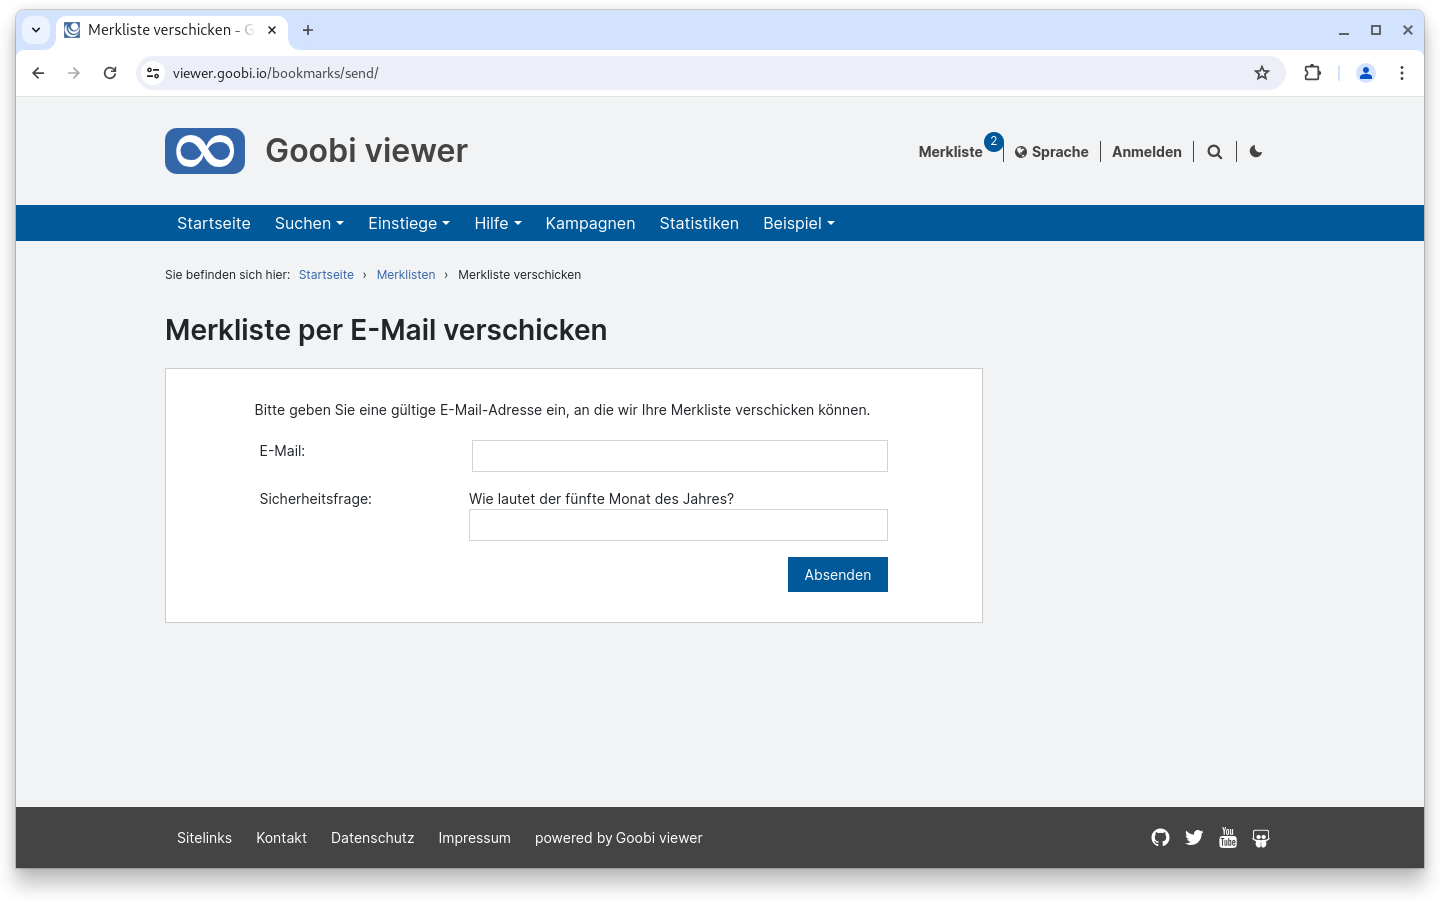 Merkliste verschicken - G
viewer.goobi.io/bookmarks/send/
Goobi viewer
Merkliste 2 Sprache Anmelden
Startseite Suchen Einstiege Hilfe Kampagnen Statistiken Beispiel
Sie befinden sich hier: Startseite › Merklisten › Merkliste verschicken
Merkliste per E-Mail verschicken
Bitte geben Sie eine gültige E-Mail-Adresse ein, an die wir Ihre Merkliste verschicken können.
E-Mail:
Sicherheitsfrage: Wie lautet der fünfte Monat des Jahres?
Absenden
Sitelinks Kontakt Datenschutz Impressum powered by Goobi viewer You Tube